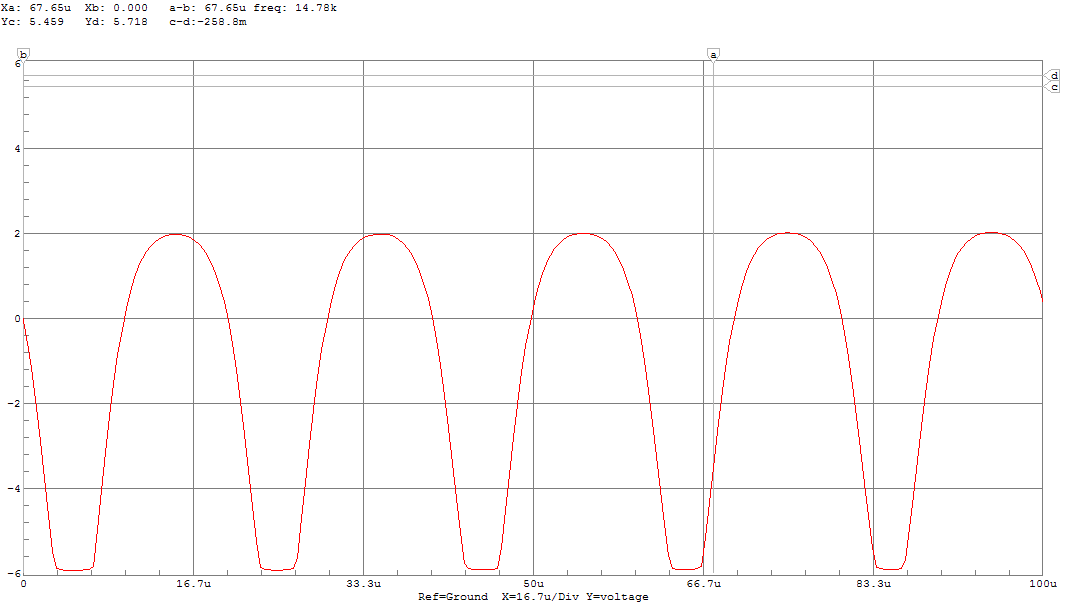 Xa: 67.65u  Xb: 0.000   a-b: 67.65u freq: 14.78k
Yc: 5.459   Yd: 5.718   c-d:-258.8m
b
a
6
d
c
4
2
0
-2
-4
-6
0 16.7u 33.3u 50u 66.7u 83.3u 100u
Ref=Ground  X=16.7u/Div Y=voltage